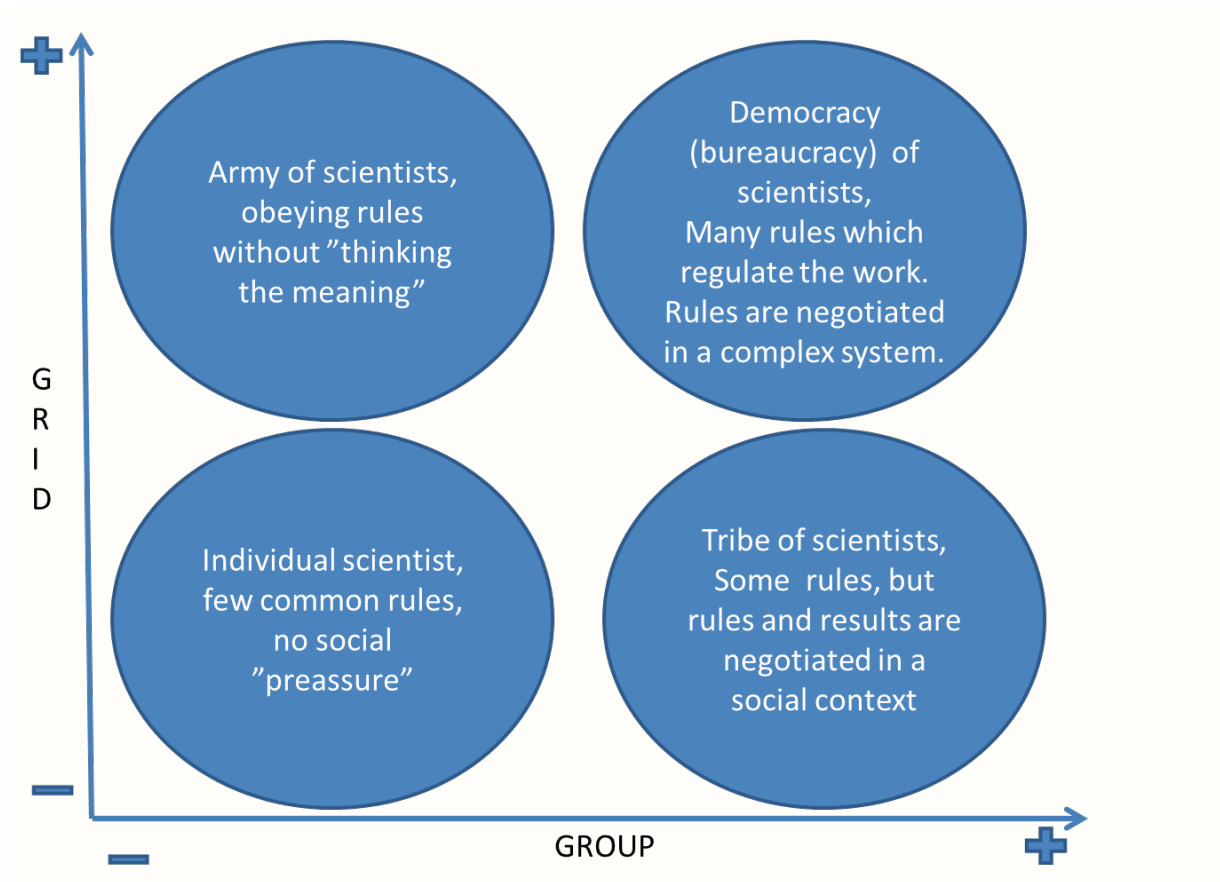 Army of scientists,
obeying rules
without ”thinking
the meaning”
Democracy
(bureaucracy) of
scientists,
Many rules which
regulate the work.
Rules are negotiated
in a complex system.
GRID
Individual scientist,
few common rules,
no social
”preassure”
Tribe of scientists,
Some rules, but
rules and results are
negotiated in a
social context
GROUP